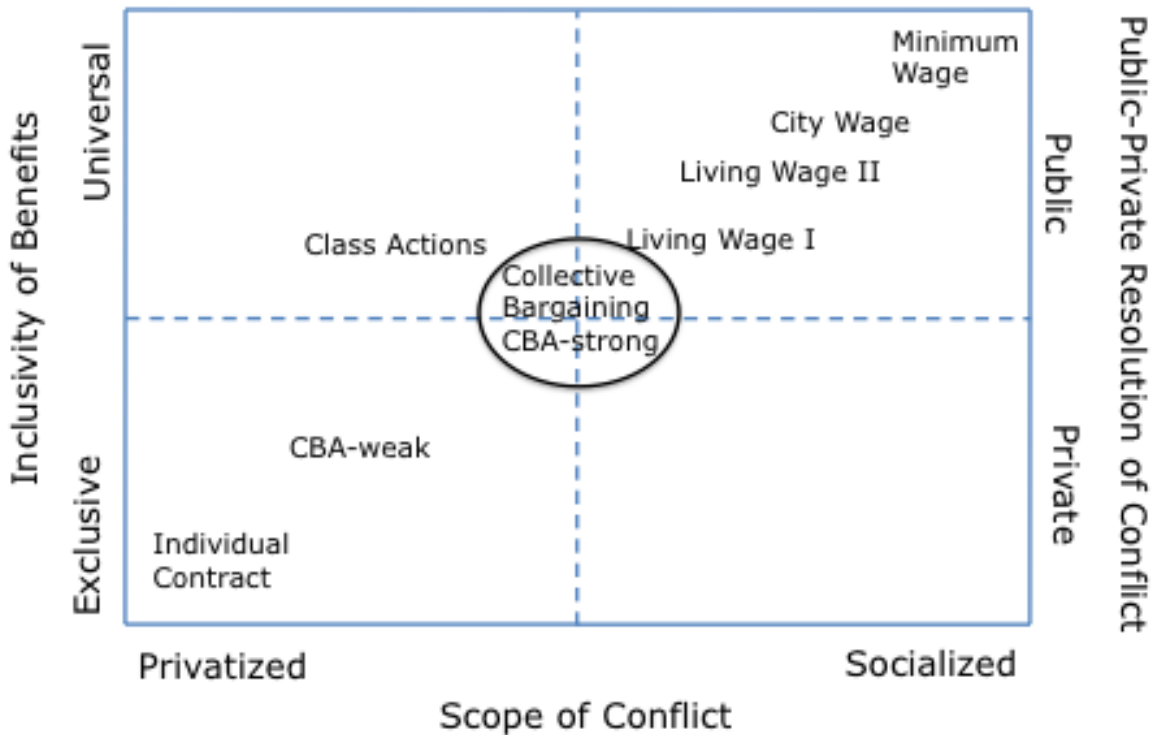 Minimum
Wage
City Wage
Living Wage II
Living Wage I
Class Actions
Collective
Bargaining
CBA-strong
CBA-weak
Individual
Contract
Inclusivity of Benefits
Universal
Exclusive
Public
Private
Public-Private Resolution of Conflict
Privatized
Socialized
Scope of Conflict